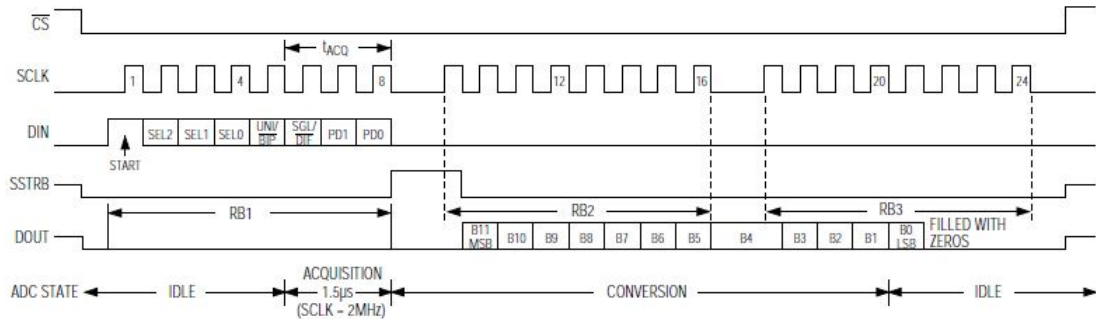 CS
tACQ
SCLK 1 4 8 12 16 20 24
DIN SEL2 SEL1 SEL0 UNI/ BIP SGL/ DIF PD1 PD0
START
SSTRB
RB1 RB2 RB3
DOUT B11 MSB B10 B9 B8 B7 B6 B5 B4 B3 B2 B1 B0 LSB FILLED WITH
ZEROS
ADC STATE IDLE ACQUISITION CONVERSION IDLE
1.5µs
(SCLK = 2MHz)